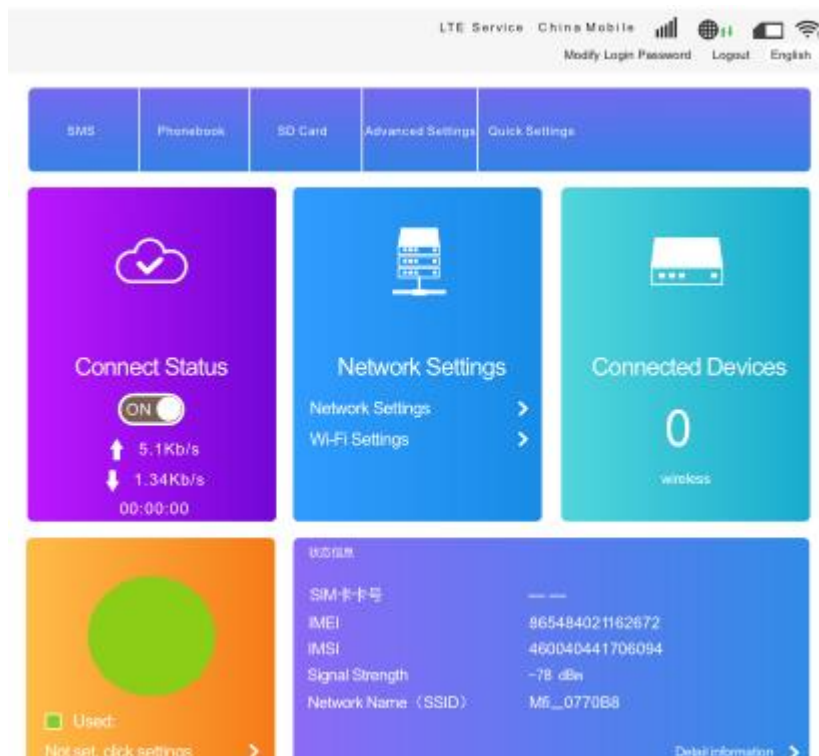 LTE Service China Mobile
Modify Login Password Logout English
SMS Phonebook SD Card Advanced Settings Quick Settings
Connect Status
ON
5.1Kb/s
1.34Kb/s
00:00:00
Network Settings
Network Settings
Wi-Fi Settings
Connected Devices
0
wireless
Used:
Not set, click settings
状态信息
SIM卡卡号 — —
IMEI 865484021162672
IMSI 460040441706094
Signal Strength -78 dBm
Network Name（SSID） Mifi_0770B8
Detail information